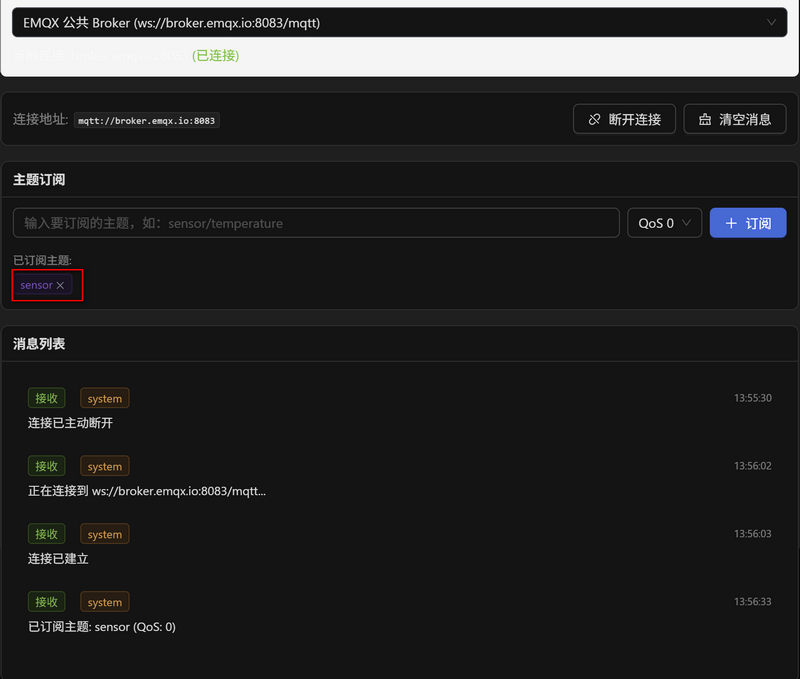 EMQX 公共 Broker (ws://broker.emqx.io:8083/mqtt)
(已连接)
连接地址: mqtt://broker.emqx.io:8083
断开连接
清空消息
主题订阅
输入要订阅的主题，如：sensor/temperature
QoS 0
订阅
已订阅主题:
sensor
消息列表
接收 system 13:55:30
连接已主动断开
接收 system 13:56:02
正在连接到 ws://broker.emqx.io:8083/mqtt...
接收 system 13:56:03
连接已建立
接收 system 13:56:33
已订阅主题: sensor (QoS: 0)